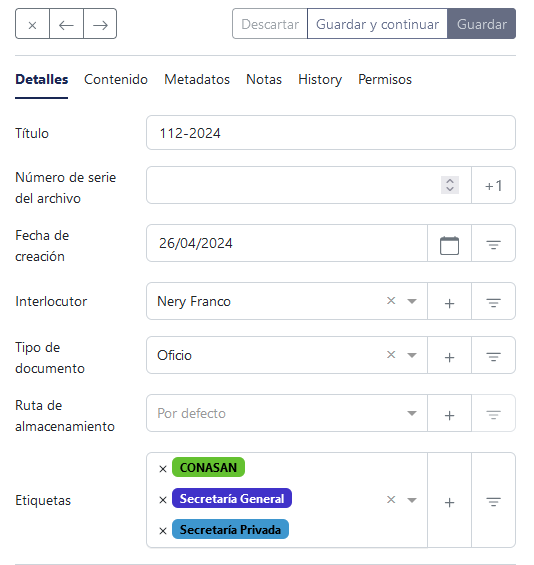 Descartar Guardar y continuar Guardar
Detalles Contenido Metadatos Notas History Permisos
Título 112-2024
Número de serie
del archivo +1
Fecha de
creación 26/04/2024
Interlocutor Nery Franco
Tipo de
documento Oficio
Ruta de
almacenamiento Por defecto
Etiquetas
CONASAN
Secretaría General
Secretaría Privada